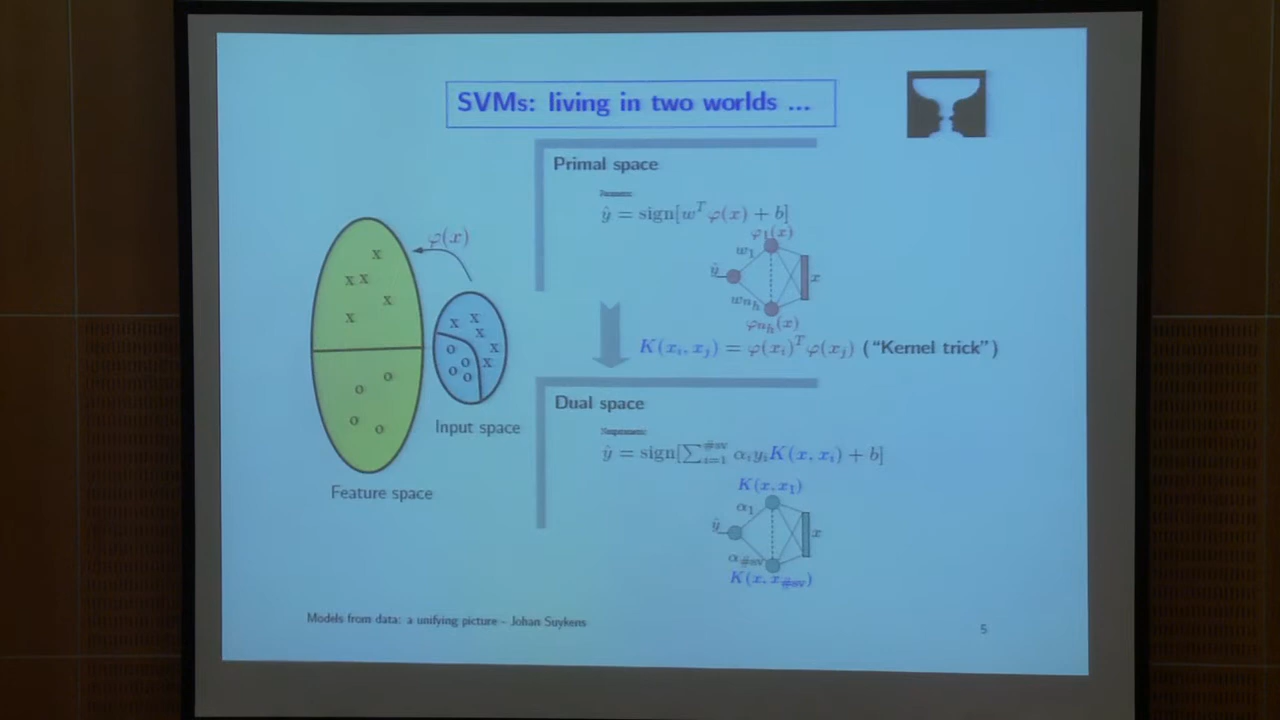 SVMs: living in two worlds ...
Primal space
ŷ = sign[wᵀφ(x) + b]
φ₁(x)
w₁
ŷ
x
w_{n_h}
φ_{n_h}(x)
K(x_i, x_j) = φ(x_i)ᵀφ(x_j) ("Kernel trick")
Dual space
ŷ = sign[∑_{i=1}^{#sv} α_i y_i K(x, x_i) + b]
K(x, x₁)
α₁
ŷ
x
α_{#sv}
K(x, x_{#sv})
φ(x)
x
x x
x
x
o
o
o
o
Feature space
x x
x
x
x
o
o
o o
Input space
Models from data: a unifying picture - Johan Suykens
5